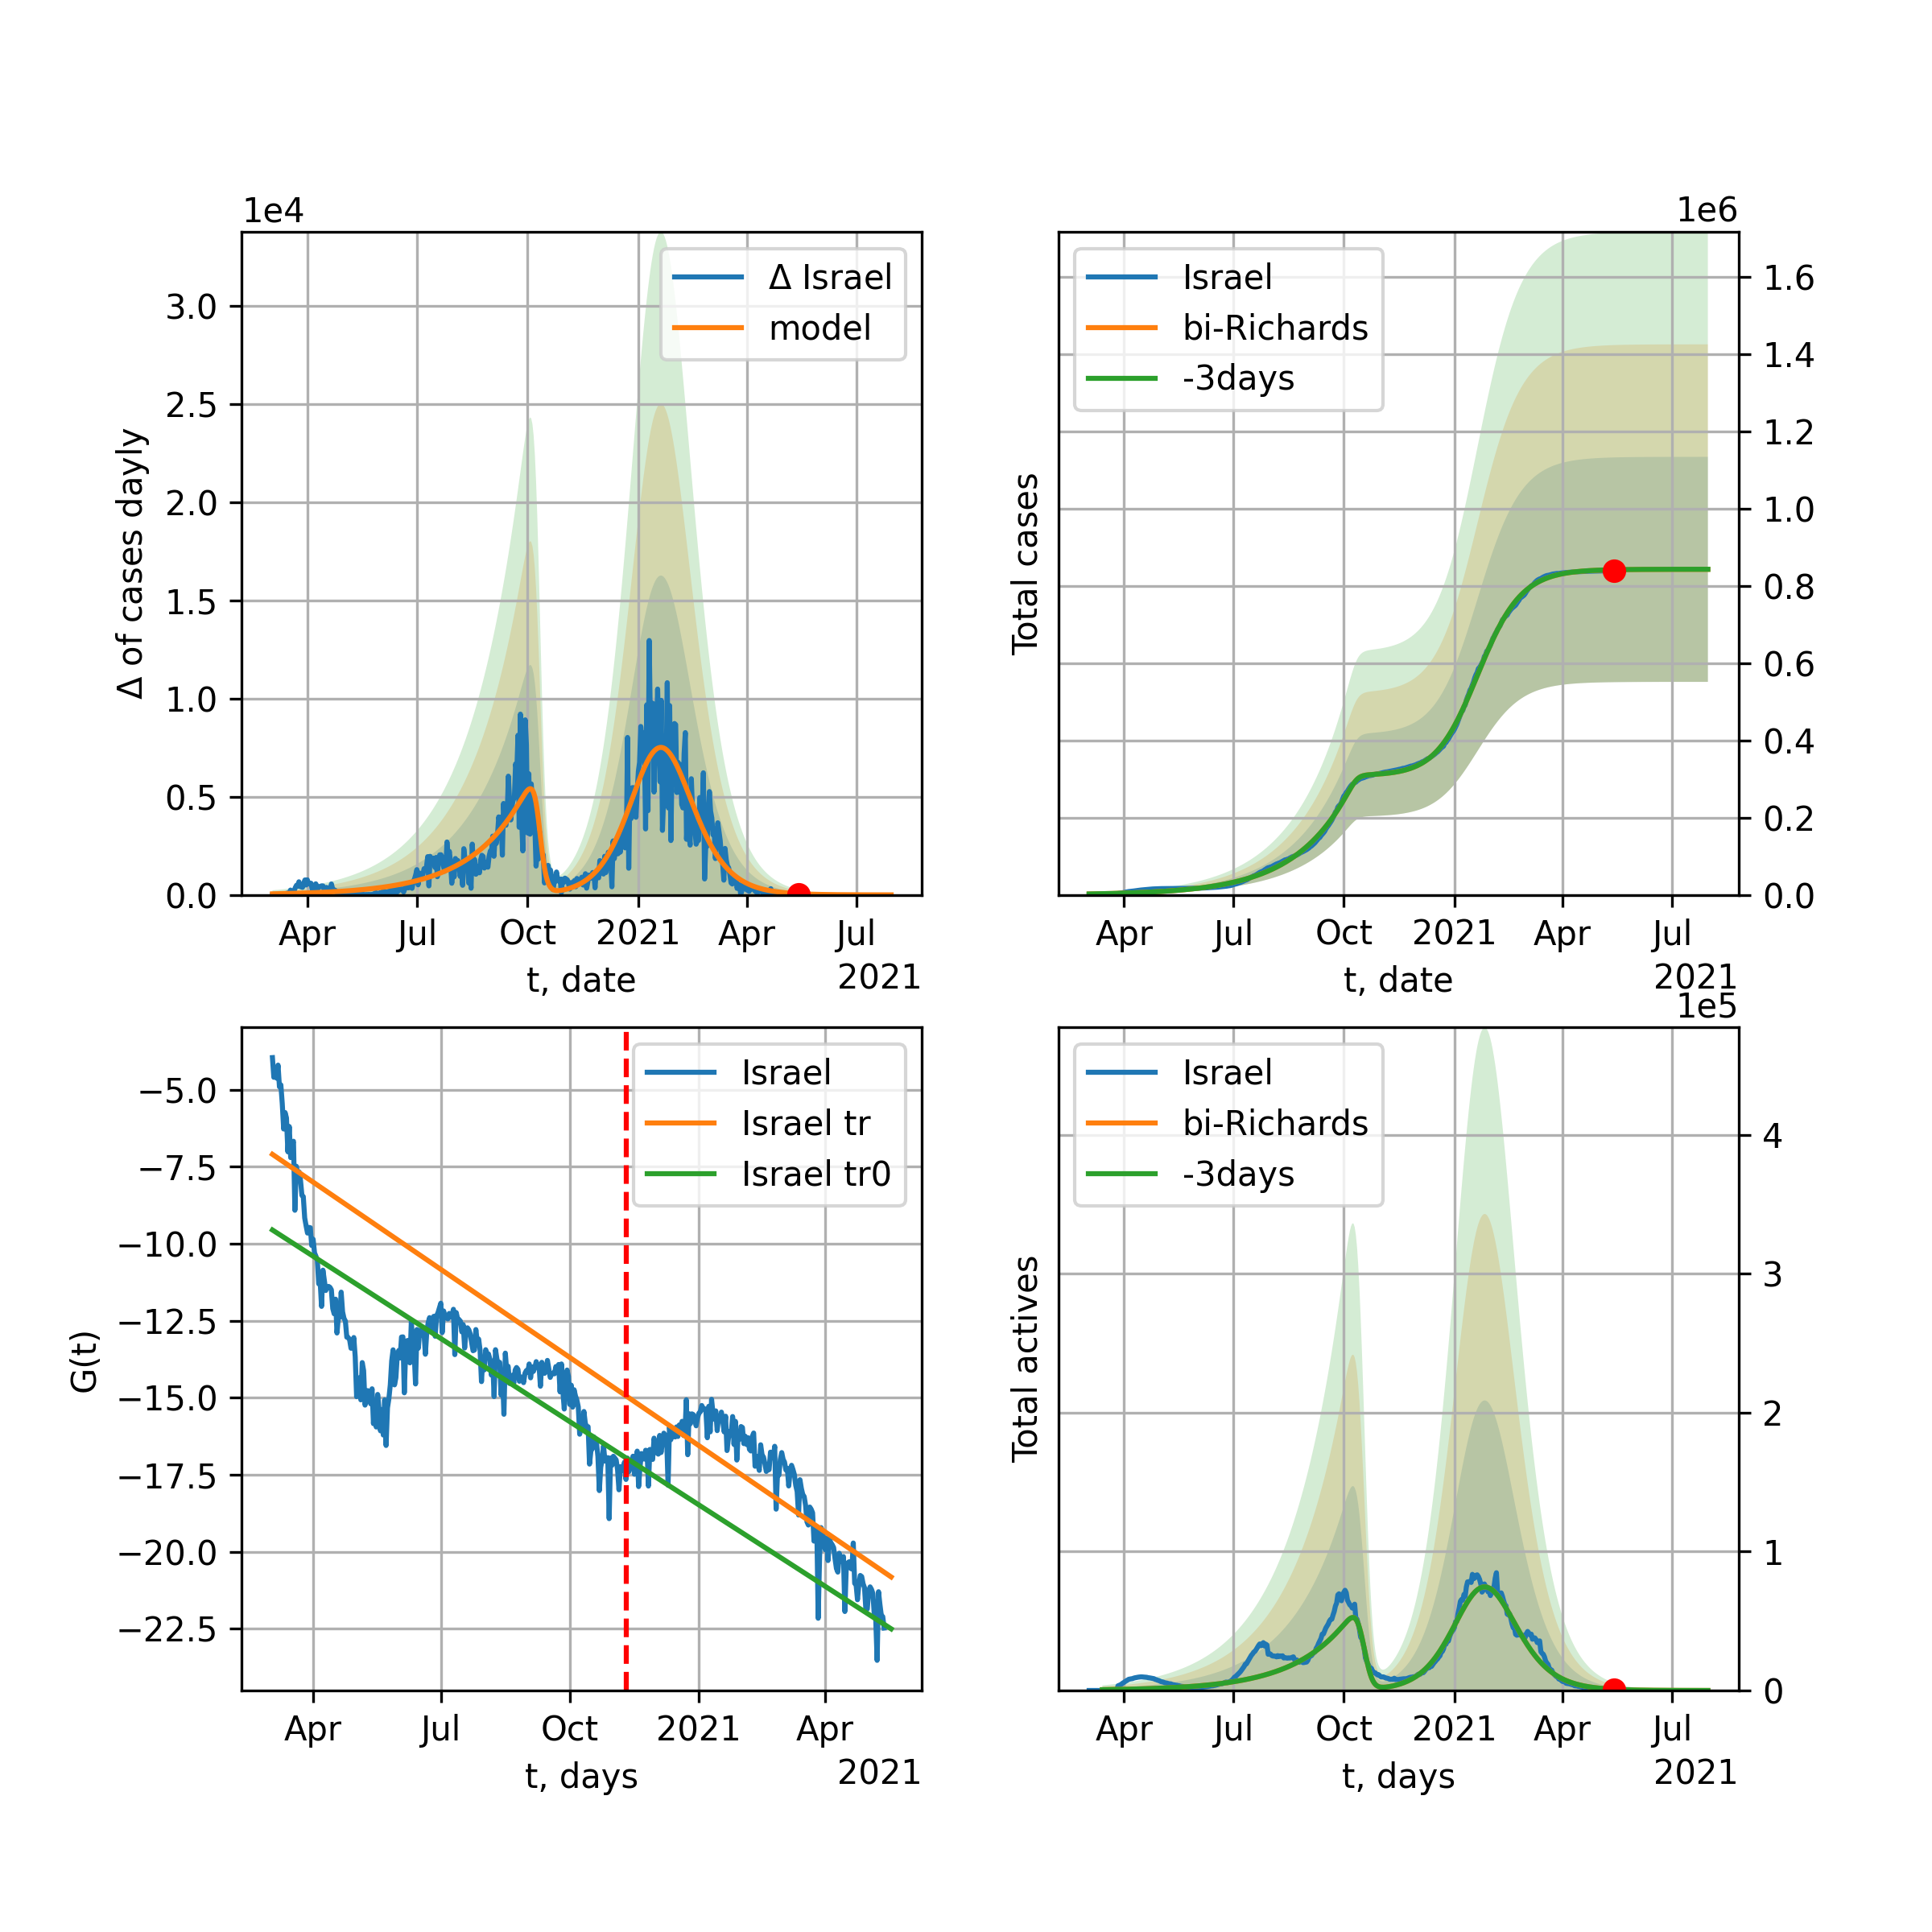 1e4
Δ of cases dayly
3.0
2.5
2.0
1.5
1.0
0.5
0.0
Δ Israel
model
Apr Jul Oct 2021 Apr Jul
t, date
2021
1e6
Total cases
Israel
bi-Richards
-3days
1.6
1.4
1.2
1.0
0.8
0.6
0.4
0.2
0.0
Apr Jul Oct 2021 Apr Jul
t, date
2021
G(t)
−5.0
−7.5
−10.0
−12.5
−15.0
−17.5
−20.0
−22.5
Israel
Israel tr
Israel tr0
Apr Jul Oct 2021 Apr
t, days
2021
1e5
Total actives
Israel
bi-Richards
-3days
4
3
2
1
0
Apr Jul Oct 2021 Apr Jul
t, days
2021